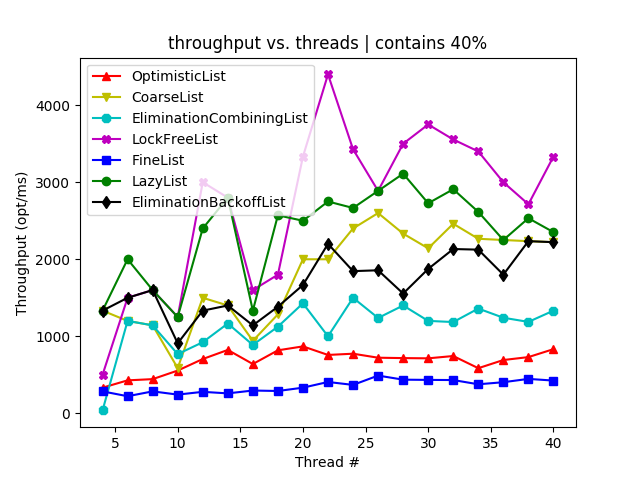 throughput vs. threads | contains 40%
OptimisticList
CoarseList
EliminationCombiningList
LockFreeList
FineList
LazyList
EliminationBackoffList
Throughput (opt/ms)
4000
3000
2000
1000
0
5 10 15 20 25 30 35 40
Thread #